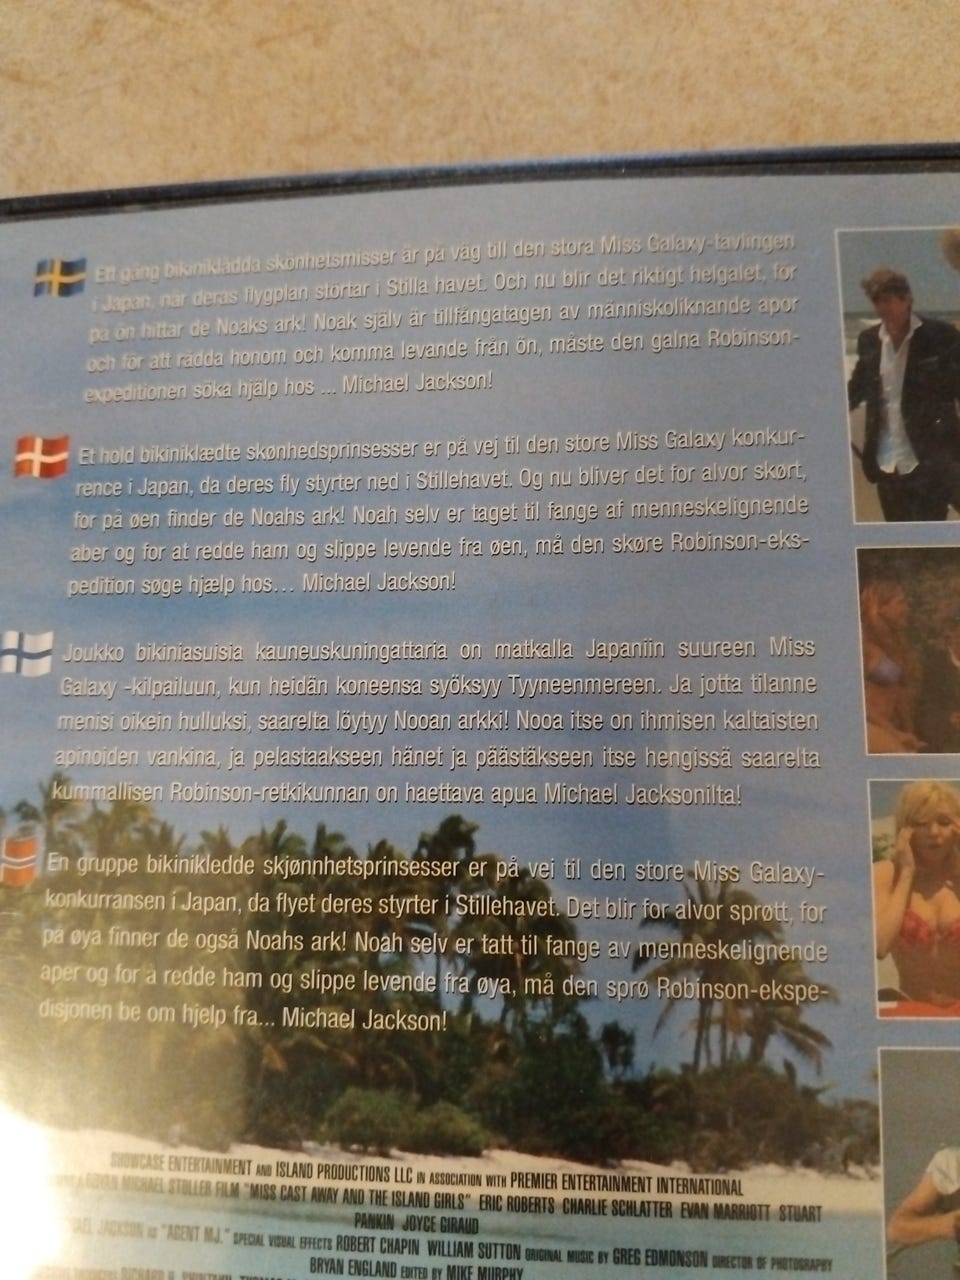 Ett gäng bikiniklädda skönhetsmisser är på väg till den stora Miss Galaxy-tävlingen
i Japan, när deras flygplan störtar i Stilla havet. Och nu blir det riktigt helgalet, för
på ön hittar de Noaks ark! Noak själv är tillfångatagen av människoliknande apor
och för att rädda honom och komma levande från ön, måste den galna Robinson-
expeditionen söka hjälp hos ... Michael Jackson!
Et hold bikiniklædte skønhedsprinsesser er på vej til den store Miss Galaxy konkur-
rence i Japan, da deres fly styrter ned i Stillehavet. Og nu bliver det for alvor skørt,
for på øen finder de Noahs ark! Noah selv er taget til fange af menneskelignende
aber og for at redde ham og slippe levende fra øen, må den skøre Robinson-eks-
pedition søge hjælp hos... Michael Jackson!
Joukko bikiniasuisia kauneuskuningattaria on matkalla Japaniin suureen Miss
Galaxy -kilpailuun, kun heidän koneensa syöksyy Tyyneenmereen. Ja jotta tilanne
menisi oikein hulluksi, saarelta löytyy Nooan arkki! Nooa itse on ihmisen kaltaisten
apinoiden vankina, ja pelastaakseen hänet ja päästäkseen itse hengissä saarelta
kummallisen Robinson-retkikunnan on haettava apua Michael Jacksonilta!
En gruppe bikinikledde skjønnhetsprinsesser er på vei til den store Miss Galaxy-
konkurransen i Japan, da flyet deres styrter i Stillehavet. Det blir for alvor sprøtt, for
på øya finner de også Noahs ark! Noah selv er tatt til fange av menneskelignende
aper og for å redde ham og slippe levende fra øya, må den sprø Robinson-ekspe-
disjonen be om hjelp fra... Michael Jackson!
SHOWCASE ENTERTAINMENT AND ISLAND PRODUCTIONS LLC IN ASSOCIATION WITH PREMIER ENTERTAINMENT INTERNATIONAL
A BRYAN MICHAEL STOLLER FILM "MISS CAST AWAY AND THE ISLAND GIRLS" ERIC ROBERTS CHARLIE SCHLATTER EVAN MARRIOTT STUART
PANKIN JOYCE GIRAUD
JACKSON IS "AGENT MJ." SPECIAL VISUAL EFFECTS ROBERT CHAPIN WILLIAM SUTTON ORIGINAL MUSIC BY GREG EDMONSON DIRECTOR OF PHOTOGRAPHY
BRYAN ENGLAND EDITED BY MIKE MURPHY